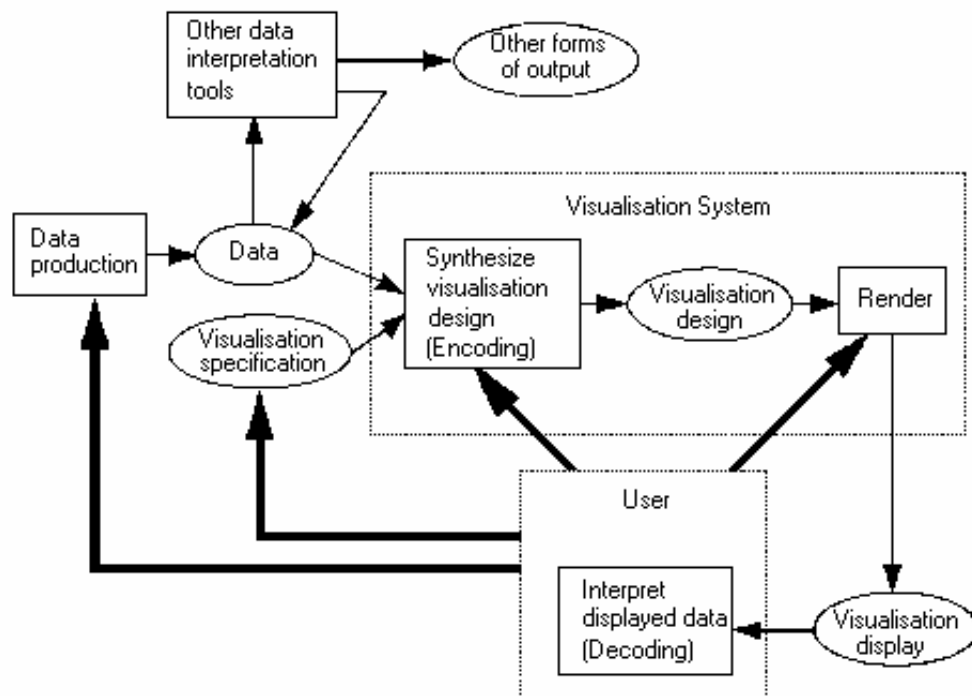 Other data
interpretation
tools
Other forms
of output
Visualisation System
Data
production
Data
Synthesize
visualisation
design
(Encoding)
Visualisation
design
Render
Visualisation
specification
User
Interpret
displayed data
(Decoding)
Visualisation
display